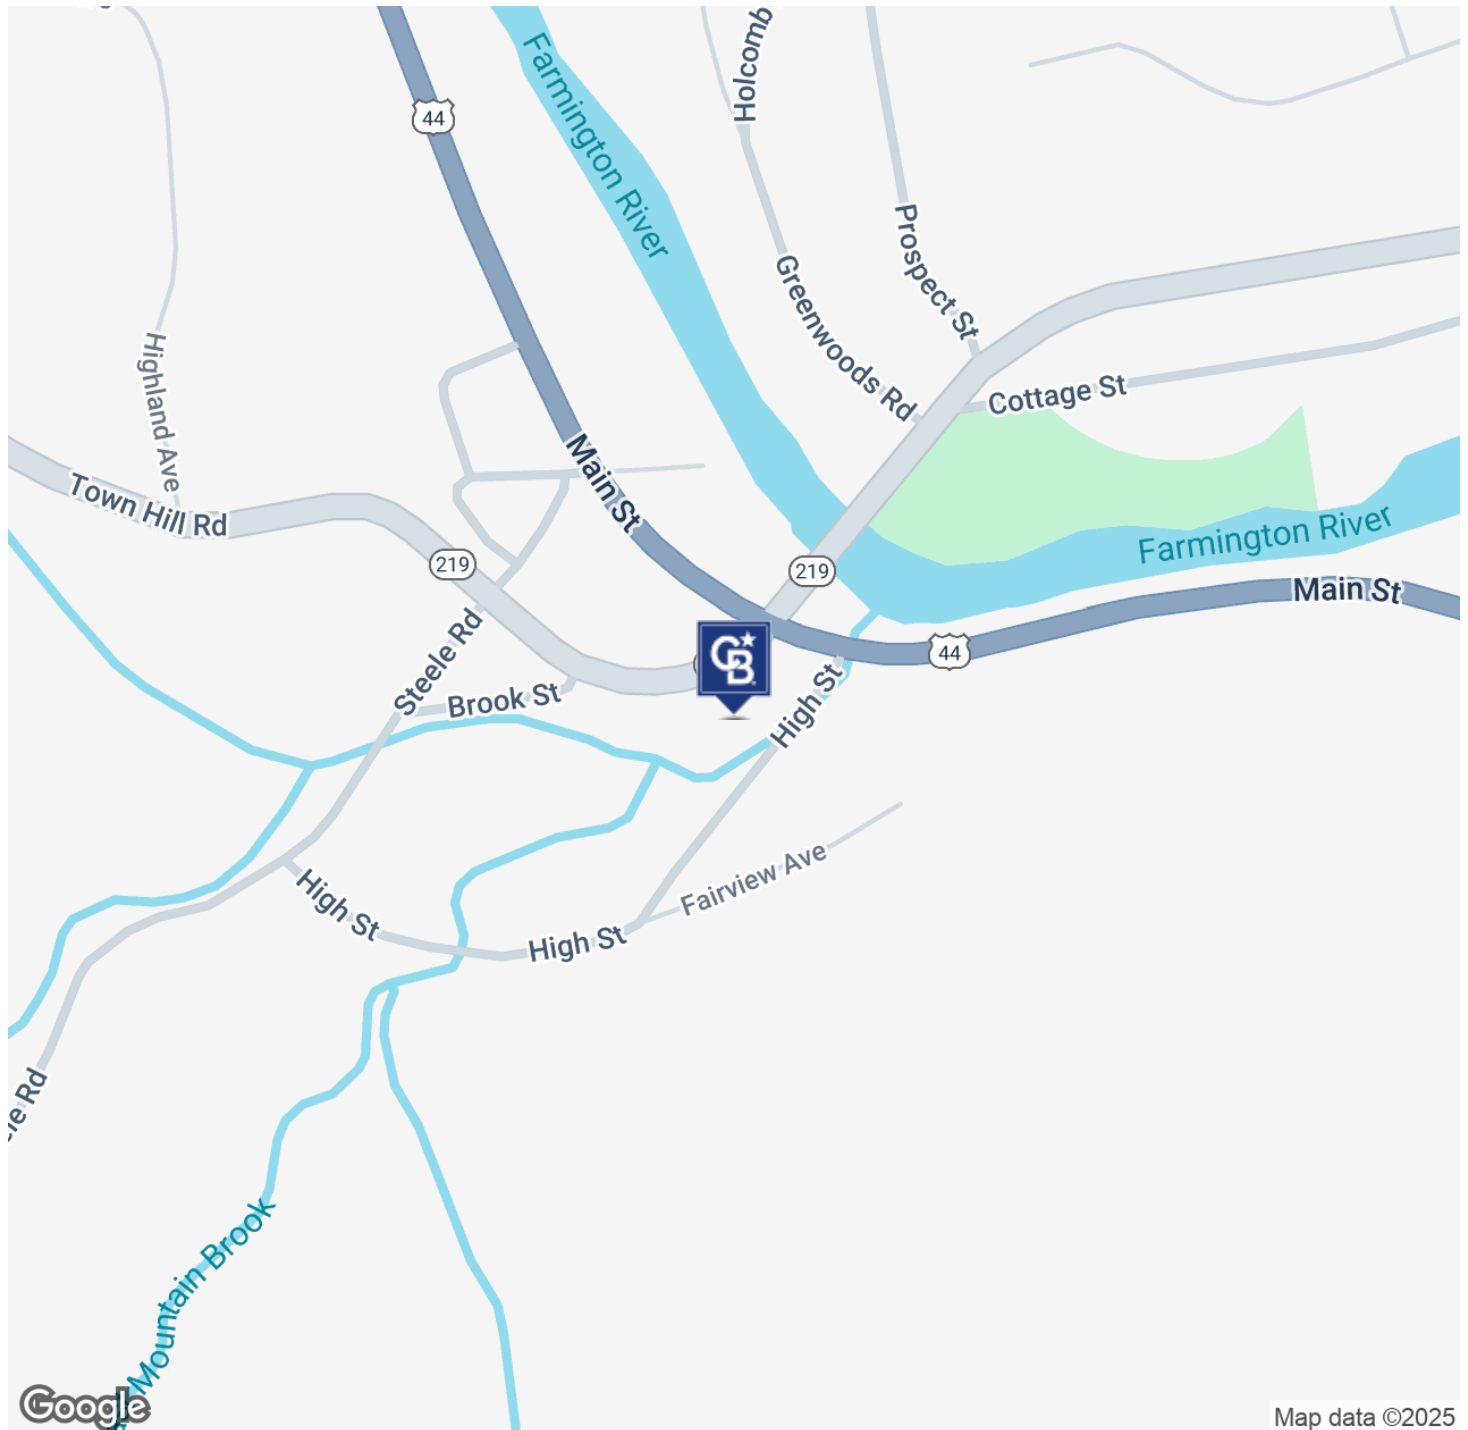 Holcomb
44
Farmington River
Prospect St
Greenwoods Rd
Highland Ave
Cottage St
Main St
Town Hill Rd
219
219
Farmington River
Main St
44
Steele Rd
CB
Brook St
High St
Fairview Ave
High St
High St
Rd
Mountain Brook
Google
Map data ©2025